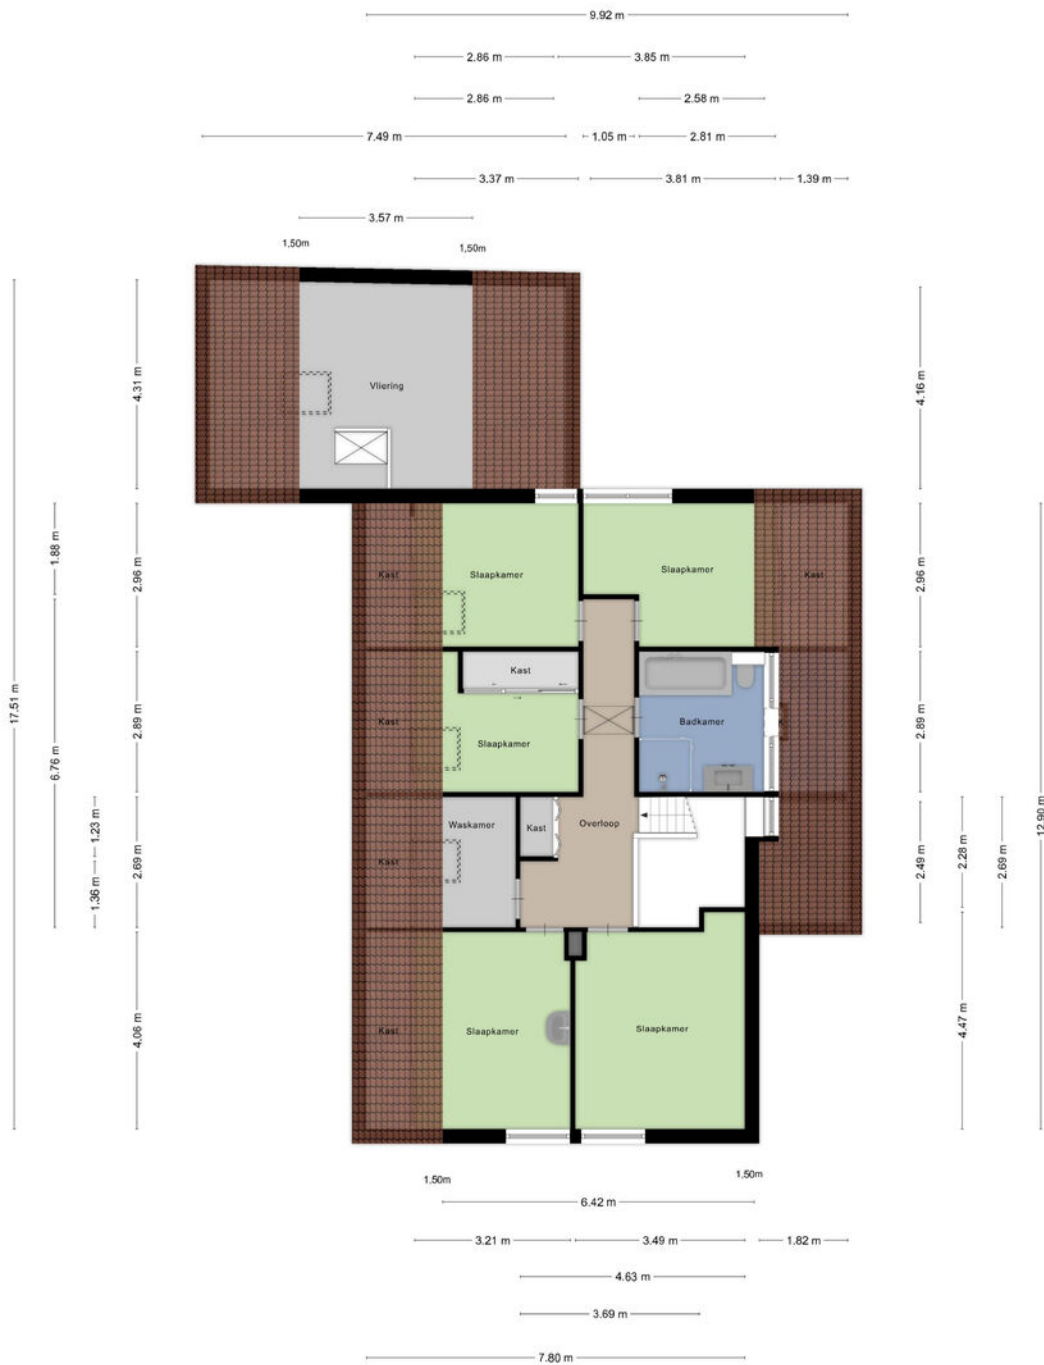 9.92 m
2.86 m
3.85 m
2.86 m
2.58 m
7.49 m
1.05 m
2.81 m
3.37 m
3.81 m
1.39 m
3.57 m
1,50m
1,50m
4.31 m
4.16 m
Vliering
1.88 m
2.96 m
2.96 m
Kast
Slaapkamer
Slaapkamer
Kast
Kast
17.51 m
6.76 m
2.89 m
2.89 m
Kast
Slaapkamer
Badkamer
1.23 m
1.36 m
2.69 m
Waskamer
Kast
Overloop
Kast
2.49 m
2.28 m
2.69 m
12.90 m
4.06 m
Kast
Slaapkamer
Slaapkamer
4.47 m
1,50m
1,50m
6.42 m
3.21 m
3.49 m
1.82 m
4.63 m
3.69 m
7.80 m